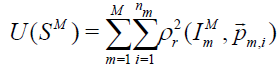 U(S^M) = \sum_{m=1}^{M} \sum_{i=1}^{n_m} \rho_r^2 (I_m^M, \vec{p}_{m,i})